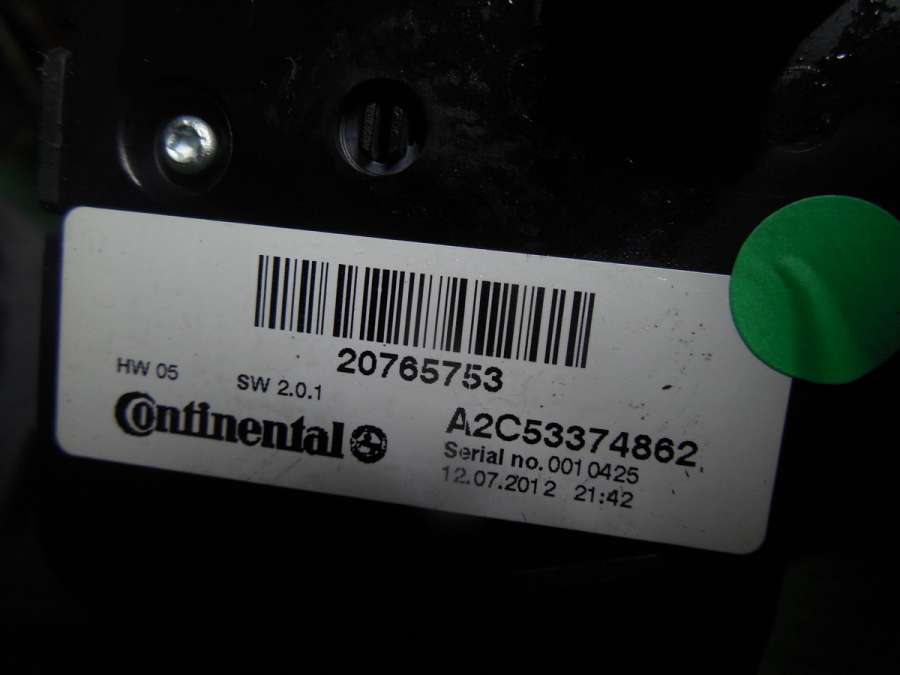 20765753
HW 05 SW 2.0.1
Continental
A2C53374862
Serial no. 0010425
12.07.2012 21:42